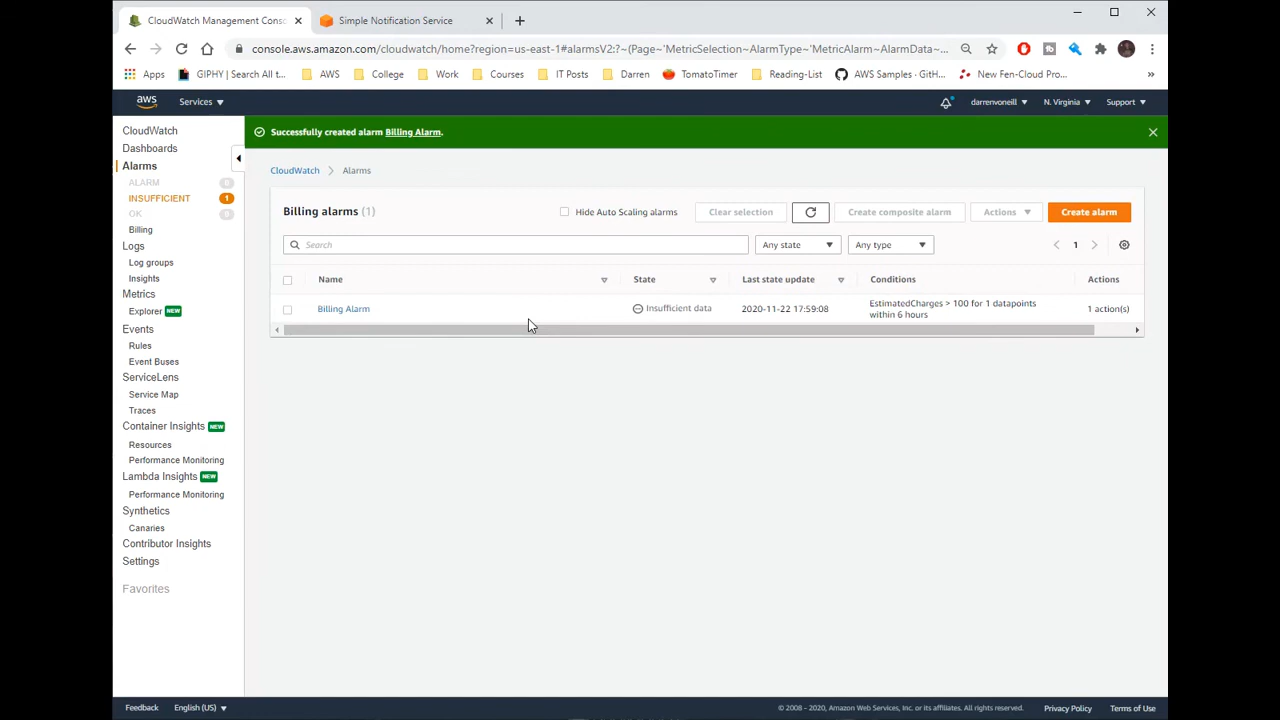 CloudWatch Management Conso
Simple Notification Service
console.aws.amazon.com/cloudwatch/home?region=us-east-1#alarmsV2:?~(Page~'MetricSelection~AlarmType~'MetricAlarm~AlarmData~...
Apps
GIPHY | Search All t...
AWS
College
Work
Courses
IT Posts
Darren
TomatoTimer
Reading-List
AWS Samples · GitH...
New Fen-Cloud Pro...
»
aws
Services
darrenvoneill
N. Virginia
Support
CloudWatch
Dashboards
Alarms
ALARM 0
INSUFFICIENT 1
OK 0
Billing
Logs
Log groups
Insights
Metrics
Explorer NEW
Events
Rules
Event Buses
ServiceLens
Service Map
Traces
Container Insights NEW
Resources
Performance Monitoring
Lambda Insights NEW
Performance Monitoring
Synthetics
Canaries
Contributor Insights
Settings
Favorites
Successfully created alarm Billing Alarm.
CloudWatch > Alarms
Billing alarms (1)
Hide Auto Scaling alarms
Clear selection
Create composite alarm
Actions
Create alarm
Search
Any state
Any type
1
Name
State
Last state update
Conditions
Actions
Billing Alarm
Insufficient data
2020-11-22 17:59:08
EstimatedCharges > 100 for 1 datapoints
within 6 hours
1 action(s)
Feedback
English (US)
© 2008 - 2020, Amazon Web Services, Inc. or its affiliates. All rights reserved.
Privacy Policy
Terms of Use